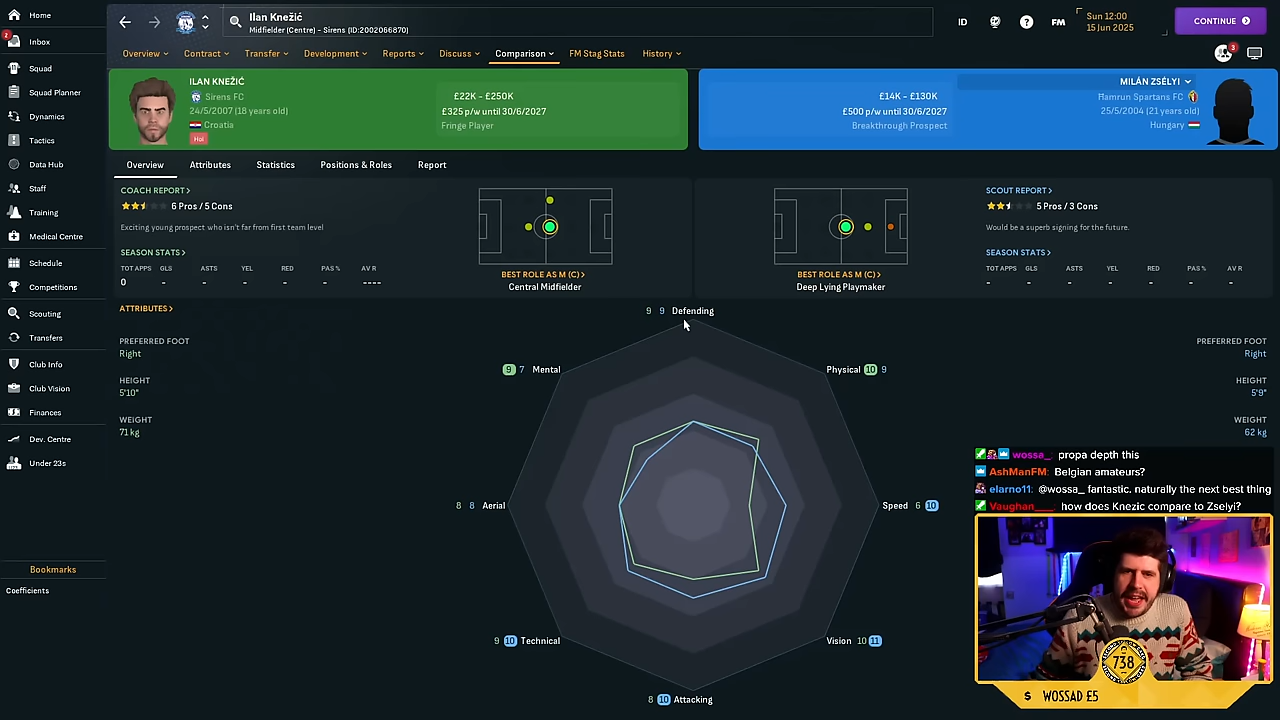 Home
2
Inbox
Squad
Squad Planner
Dynamics
Tactics
Data Hub
Staff
Training
Medical Centre
Schedule
Competitions
Scouting
Transfers
Club Info
Club Vision
Finances
Dev. Centre
Under 23s
Bookmarks
Coefficients
Ilan Knežić
Midfielder (Centre) - Sirens (ID:2002066870)
ID
?
FM
Sun 12:00
15 Jun 2025
CONTINUE
Overview Contract Transfer Development Reports Discuss Comparison FM Stag Stats History
3
ILAN KNEŽIĆ
Sirens FC
24/5/2007 (18 years old)
Croatia
Hol
£22K - £250K
£325 p/w until 30/6/2027
Fringe Player
£14K - £130K
£500 p/w until 30/6/2027
Breakthrough Prospect
MILÁN ZSÉLYI
Ħamrun Spartans FC
25/5/2004 (21 years old)
Hungary
Overview Attributes Statistics Positions & Roles Report
COACH REPORT >
6 Pros / 5 Cons
Exciting young prospect who isn't far from first team level
SEASON STATS >
TOT APPS GLS ASTS YEL RED PAS % AV R
0 - - - - - ----
BEST ROLE AS M (C) >
Central Midfielder
BEST ROLE AS M (C) >
Deep Lying Playmaker
SCOUT REPORT >
5 Pros / 3 Cons
Would be a superb signing for the future.
SEASON STATS >
TOT APPS GLS ASTS YEL RED PAS % AV R
- - - - - - -
ATTRIBUTES >
PREFERRED FOOT
Right
HEIGHT
5'10"
WEIGHT
71 kg
9 9 Defending
9 7 Mental
Physical 10 9
8 8 Aerial
Speed 6 10
9 10 Technical
Vision 10 11
8 10 Attacking
PREFERRED FOOT
Right
HEIGHT
5'9"
WEIGHT
62 kg
wossa_: propa depth this
AshManFM: Belgian amateurs?
elarno11: @wossa_ fantastic, naturally the next best thing
Vaughan___: how does Knezic compare to Zselyi?
738
$ WOSSAD £5